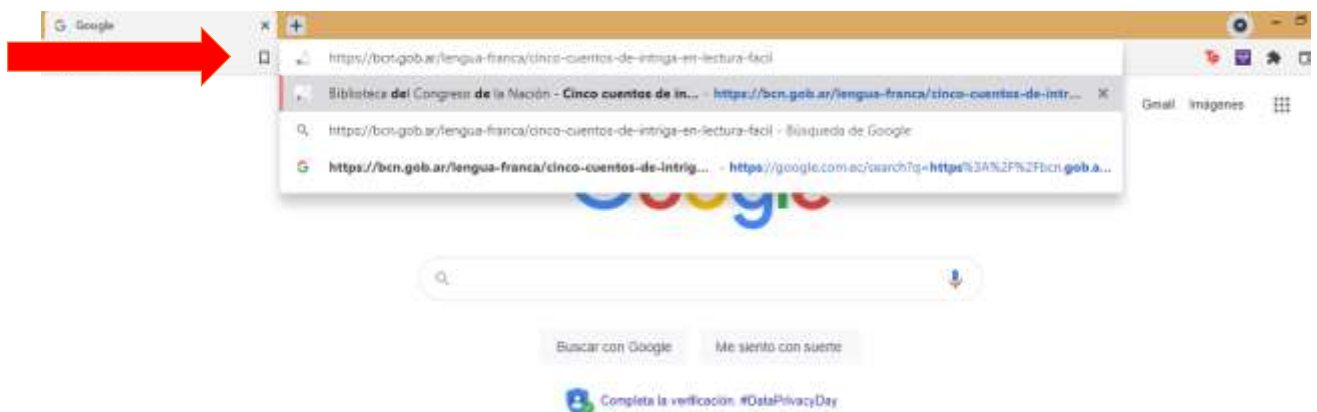 Google
https://bcn.gob.ar/lengua-franca/cinco-cuentos-de-intriga-en-lectura-facil
Biblioteca del Congreso de la Nación - Cinco cuentos de in... - https://bcn.gob.ar/lengua-franca/cinco-cuentos-de-intr...
Gmail Imágenes
https://bcn.gob.ar/lengua-franca/cinco-cuentos-de-intriga-en-lectura-facil - Búsqueda de Google
https://bcn.gob.ar/lengua-franca/cinco-cuentos-de-intrig... - https://google.com.ec/search?q=https%3A%2F%2Fbcn.gob.a...
Google
Buscar con Google Me siento con suerte
Completa la verificación: #DataPrivacyDay